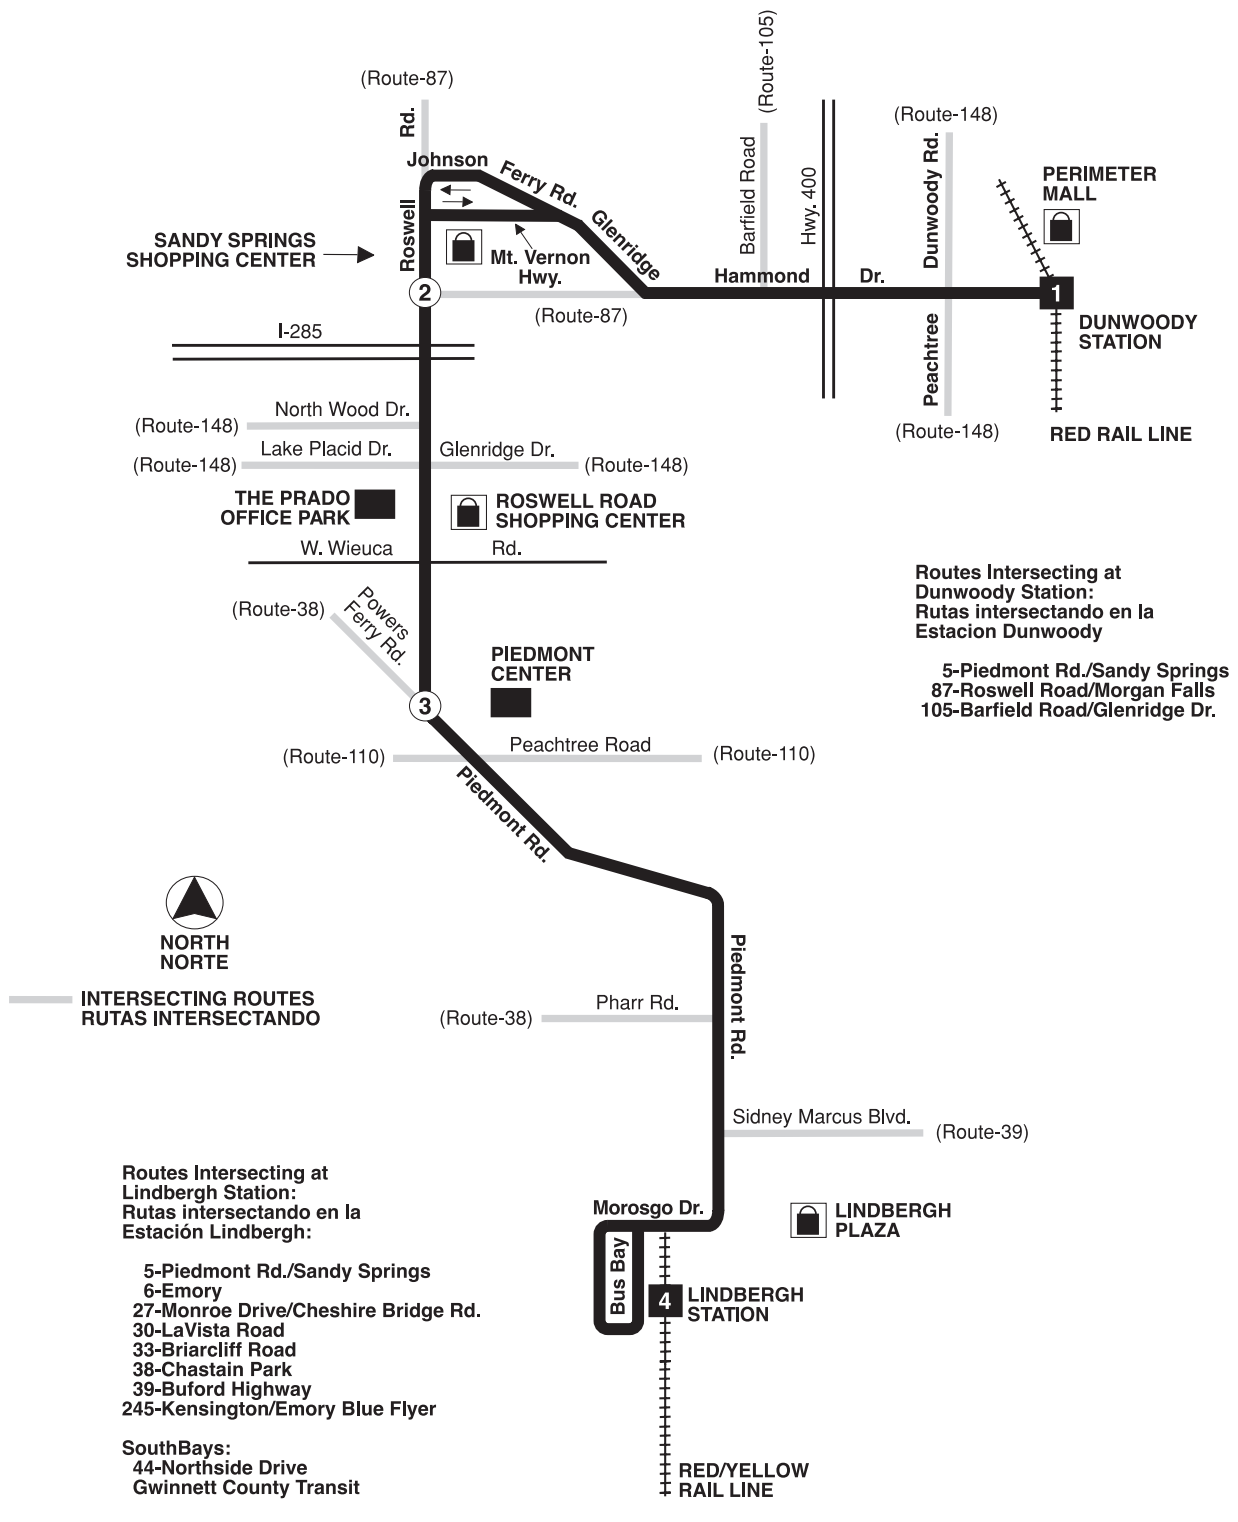 (Route-105)
(Route-87)
(Route-148)
Rd.
Johnson
Ferry Rd.
Barfield Road
Hwy. 400
Dunwoody Rd.
PERIMETER
MALL
Roswell
Glenridge
SANDY SPRINGS
SHOPPING CENTER
Mt. Vernon
Hwy.
Hammond
Dr.
2
1
(Route-87)
DUNWOODY
STATION
I-285
Peachtree
(Route-148)
RED RAIL LINE
North Wood Dr.
(Route-148)
Lake Placid Dr.
Glenridge Dr.
(Route-148)
(Route-148)
THE PRADO
OFFICE PARK
ROSWELL ROAD
SHOPPING CENTER
W. Wieuca
Rd.
Routes Intersecting at
Dunwoody Station:
Rutas intersectando en la
Estacion Dunwoody
5-Piedmont Rd./Sandy Springs
87-Roswell Road/Morgan Falls
105-Barfield Road/Glenridge Dr.
(Route-38)
Powers
Ferry Rd.
PIEDMONT
CENTER
3
Peachtree Road
(Route-110)
(Route-110)
Piedmont Rd.
NORTH
NORTE
INTERSECTING ROUTES
RUTAS INTERSECTANDO
Piedmont Rd.
Pharr Rd.
(Route-38)
Sidney Marcus Blvd.
(Route-39)
Routes Intersecting at
Lindbergh Station:
Rutas intersectando en la
Estación Lindbergh:
5-Piedmont Rd./Sandy Springs
6-Emory
27-Monroe Drive/Cheshire Bridge Rd.
30-LaVista Road
33-Briarcliff Road
38-Chastain Park
39-Buford Highway
245-Kensington/Emory Blue Flyer
SouthBays:
44-Northside Drive
Gwinnett County Transit
Morosgo Dr.
LINDBERGH
PLAZA
Bus Bay
4
LINDBERGH
STATION
RED/YELLOW
RAIL LINE